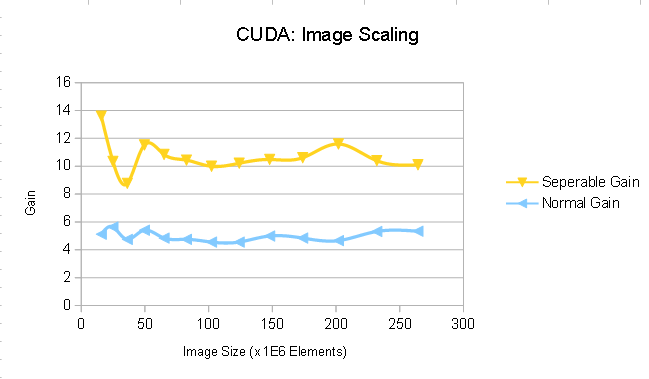 CUDA: Image Scaling
16
14
12
10
8
6
4
2
0
Gain
0 50 100 150 200 250 300
Image Size (x 1E6 Elements)
Seperable Gain
Normal Gain